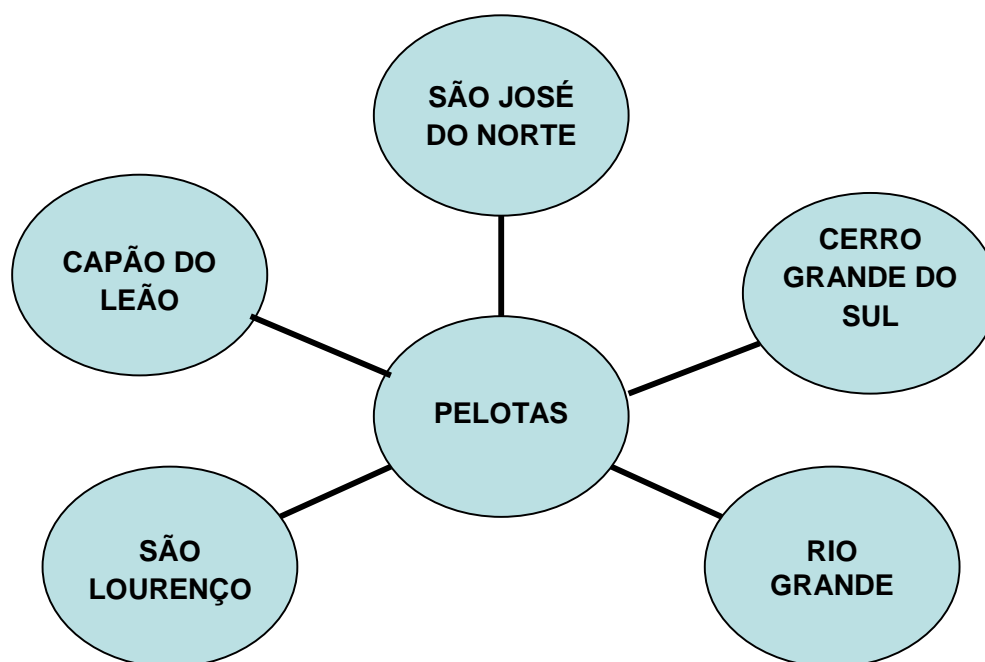 SÃO JOSÉ
DO NORTE
CAPÃO DO
LEÃO
CERRO
GRANDE DO
SUL
PELOTAS
SÃO
LOURENÇO
RIO
GRANDE